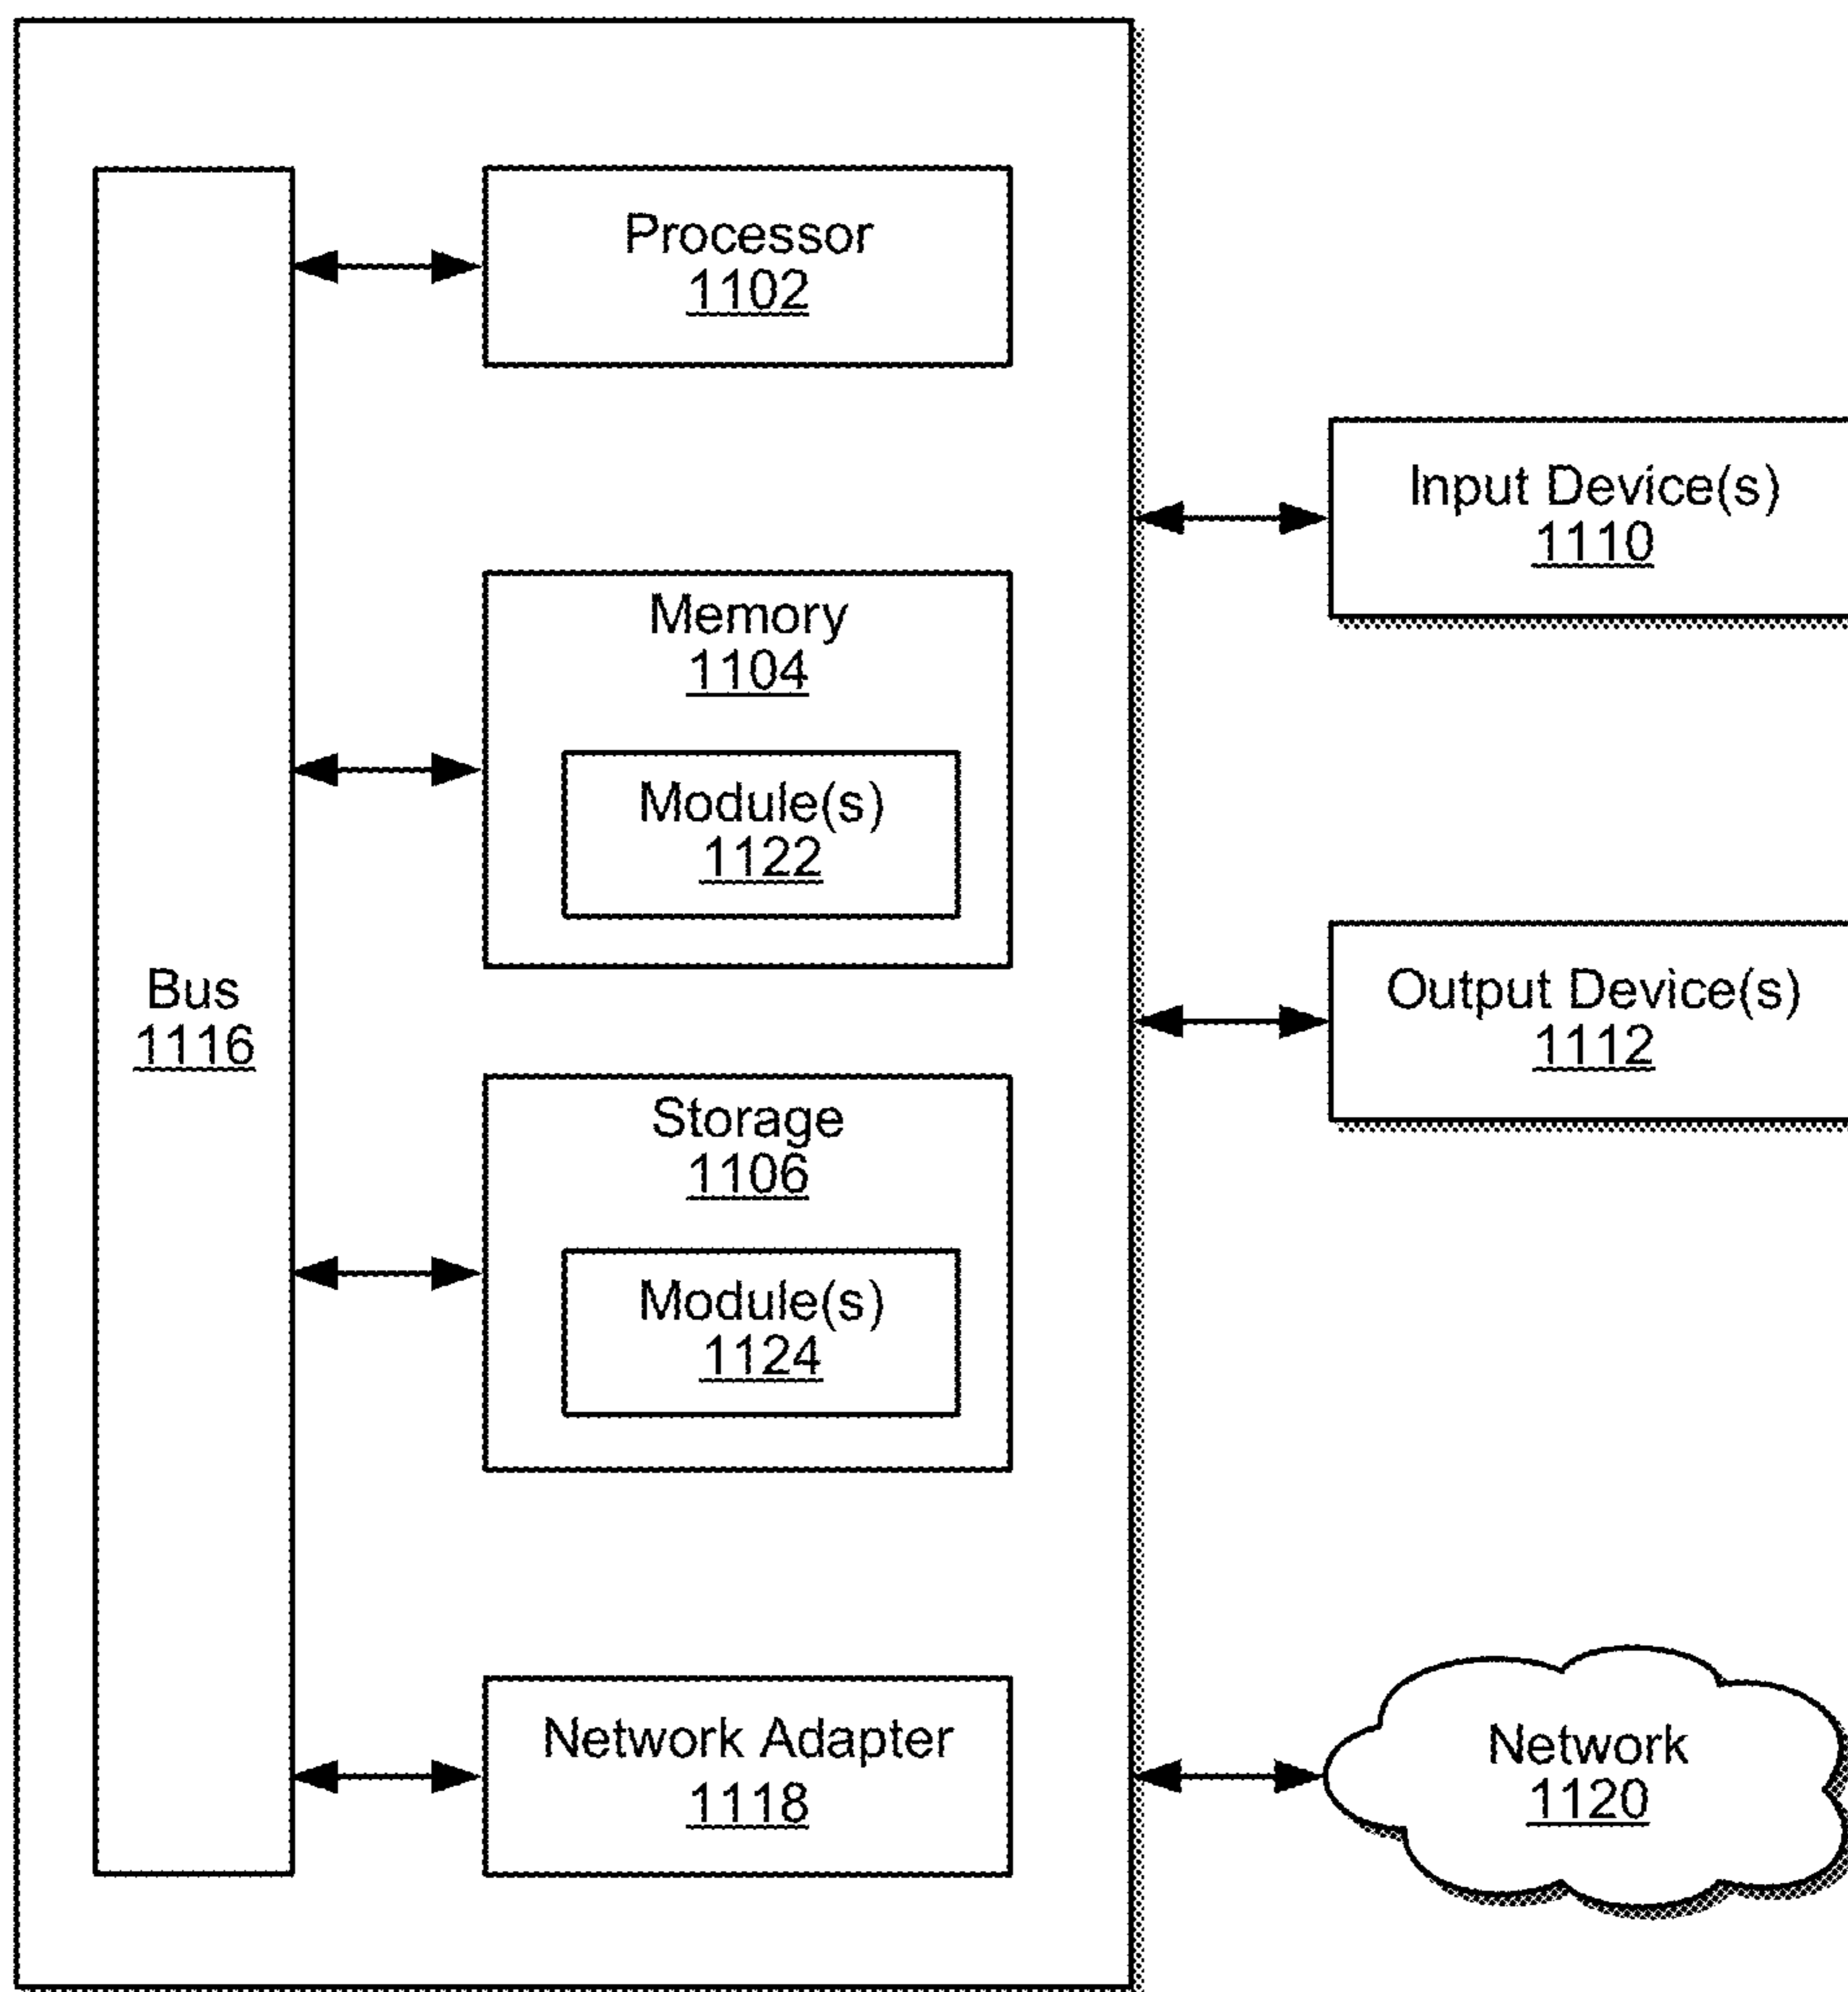 Processor
1102
Input Device(s)
1110
Memory
1104
Module(s)
1122
Bus
1116
Output Device(s)
1112
Storage
1106
Module(s)
1124
Network Adapter
1118
Network
1120